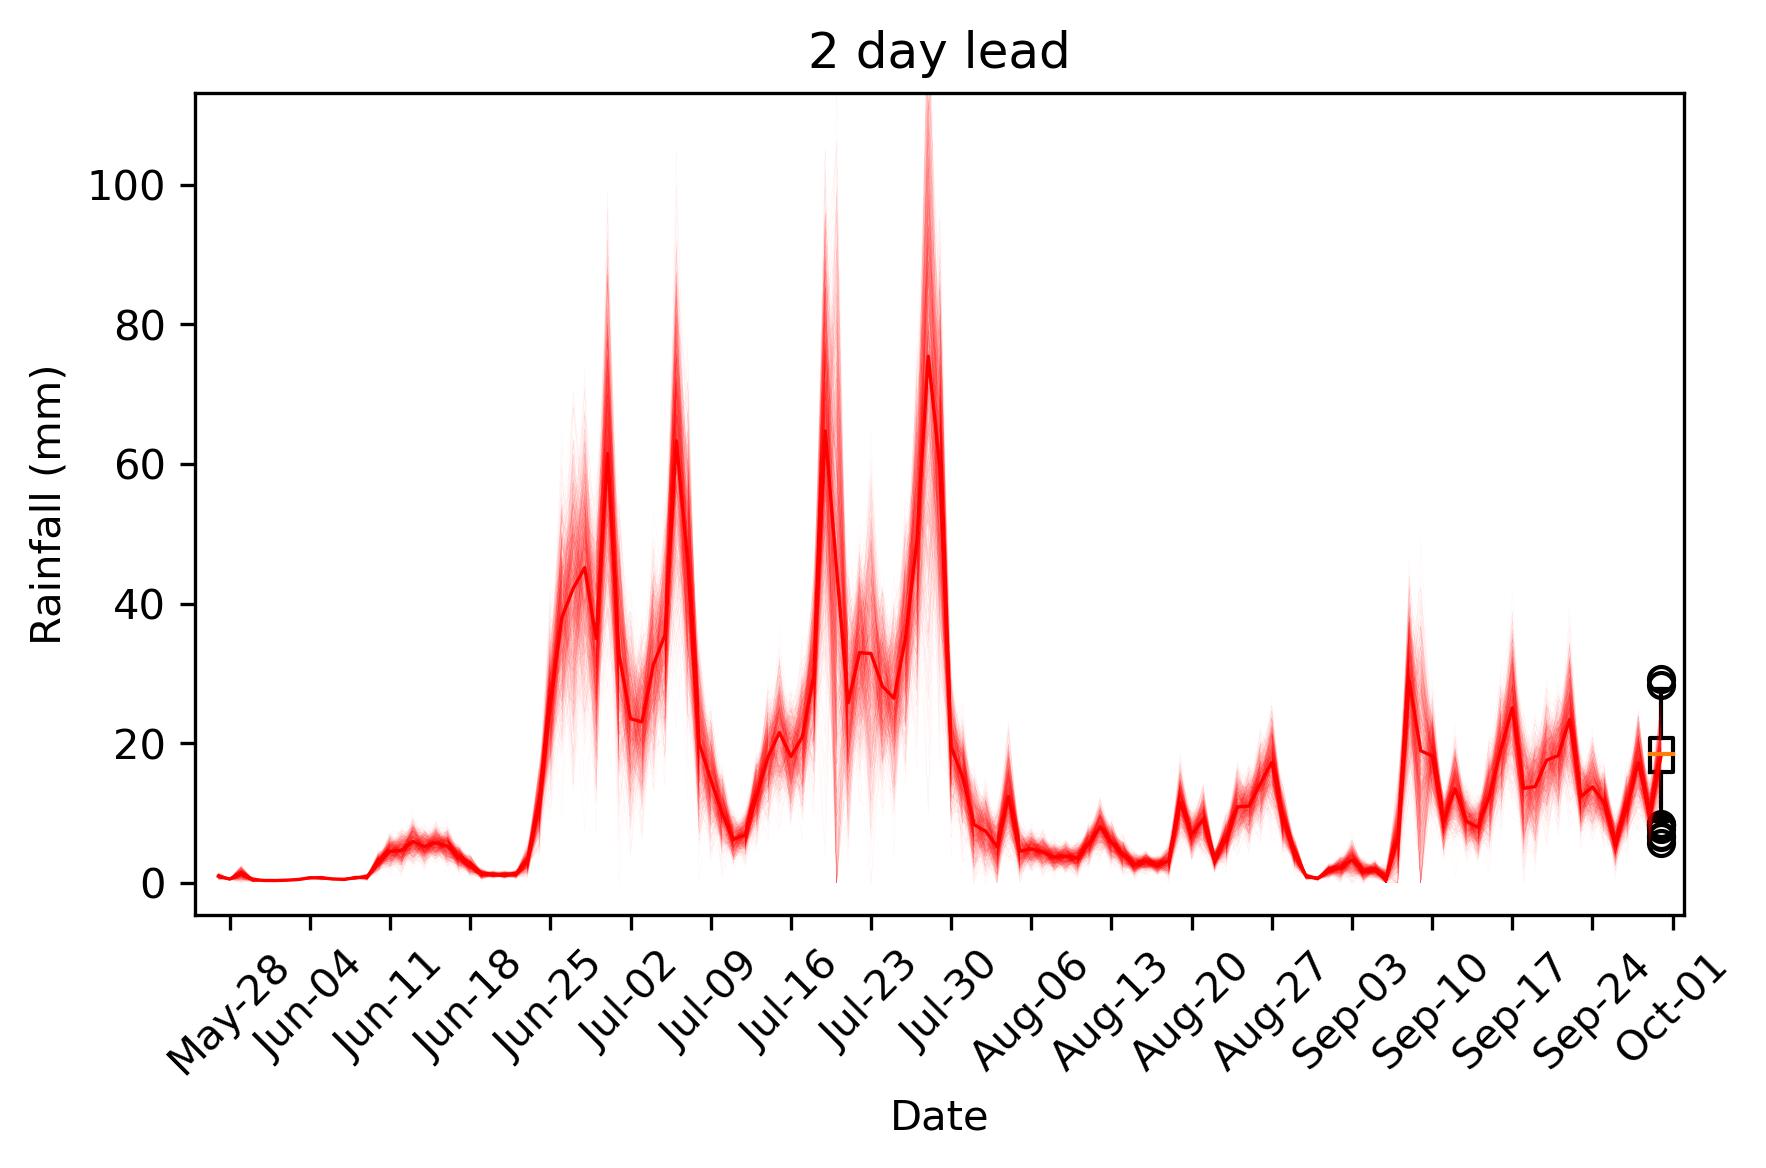 2 day lead
100
80
60
40
20
0
Rainfall (mm)
May-28
Jun-04
Jun-11
Jun-18
Jun-25
Jul-02
Jul-09
Jul-16
Jul-23
Jul-30
Aug-06
Aug-13
Aug-20
Aug-27
Sep-03
Sep-10
Sep-17
Sep-24
Oct-01
Date